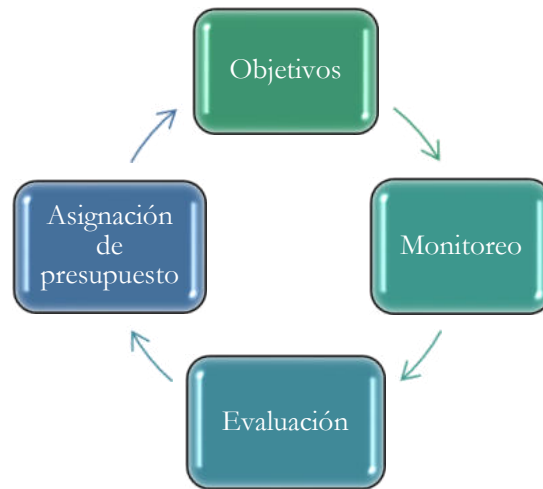 Objetivos
Monitoreo
Evaluación
Asignación
de
presupuesto